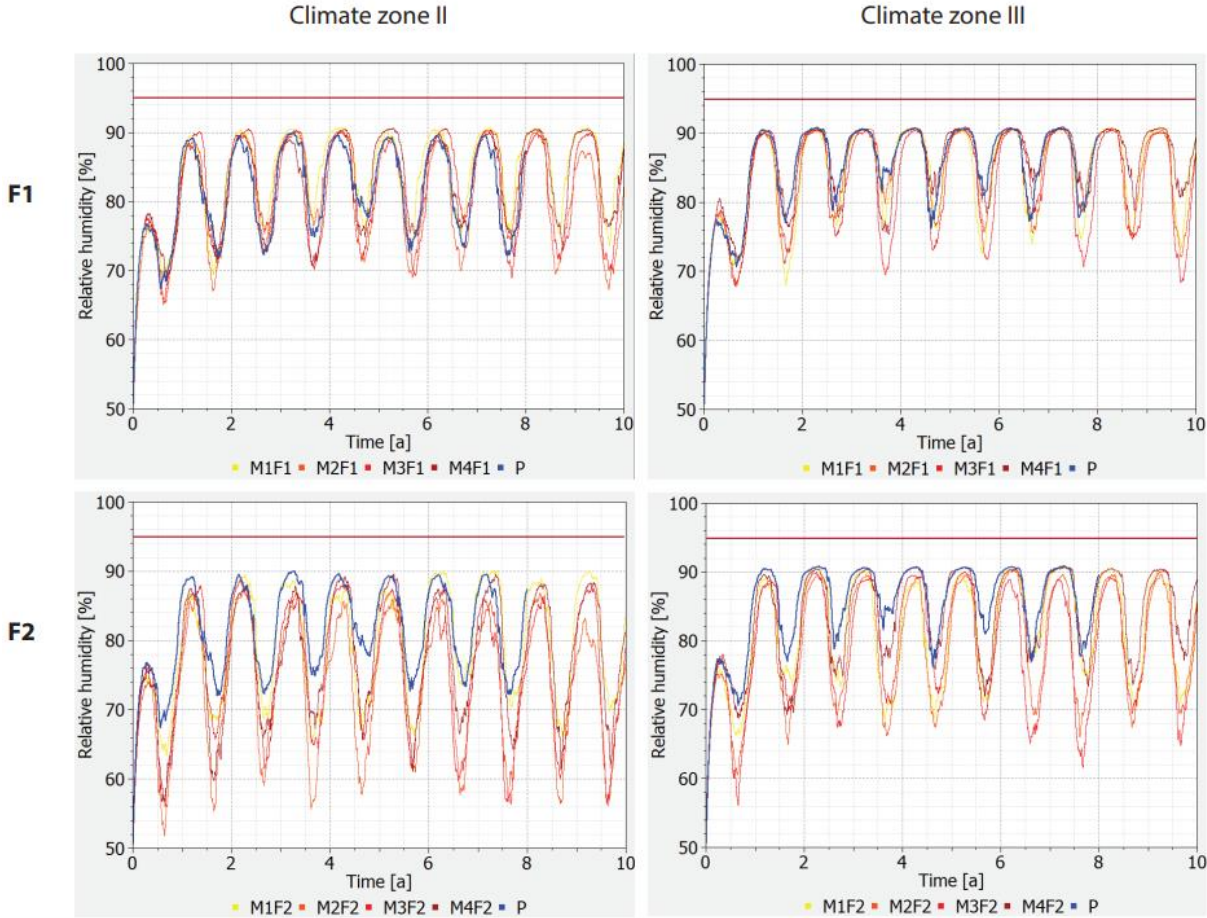 Climate zone II
Climate zone III
F1
100
90
80
70
60
50
Relative humidity [%]
0 2 4 6 8 10
Time [a]
M1F1 M2F1 M3F1 M4F1 P
100
90
80
70
60
50
Relative humidity [%]
0 2 4 6 8 10
Time [a]
M1F1 M2F1 M3F1 M4F1 P
F2
100
90
80
70
60
50
Relative humidity [%]
0 2 4 6 8 10
Time [a]
M1F2 M2F2 M3F2 M4F2 P
100
90
80
70
60
50
Relative humidity [%]
0 2 4 6 8 10
Time [a]
M1F2 M2F2 M3F2 M4F2 P